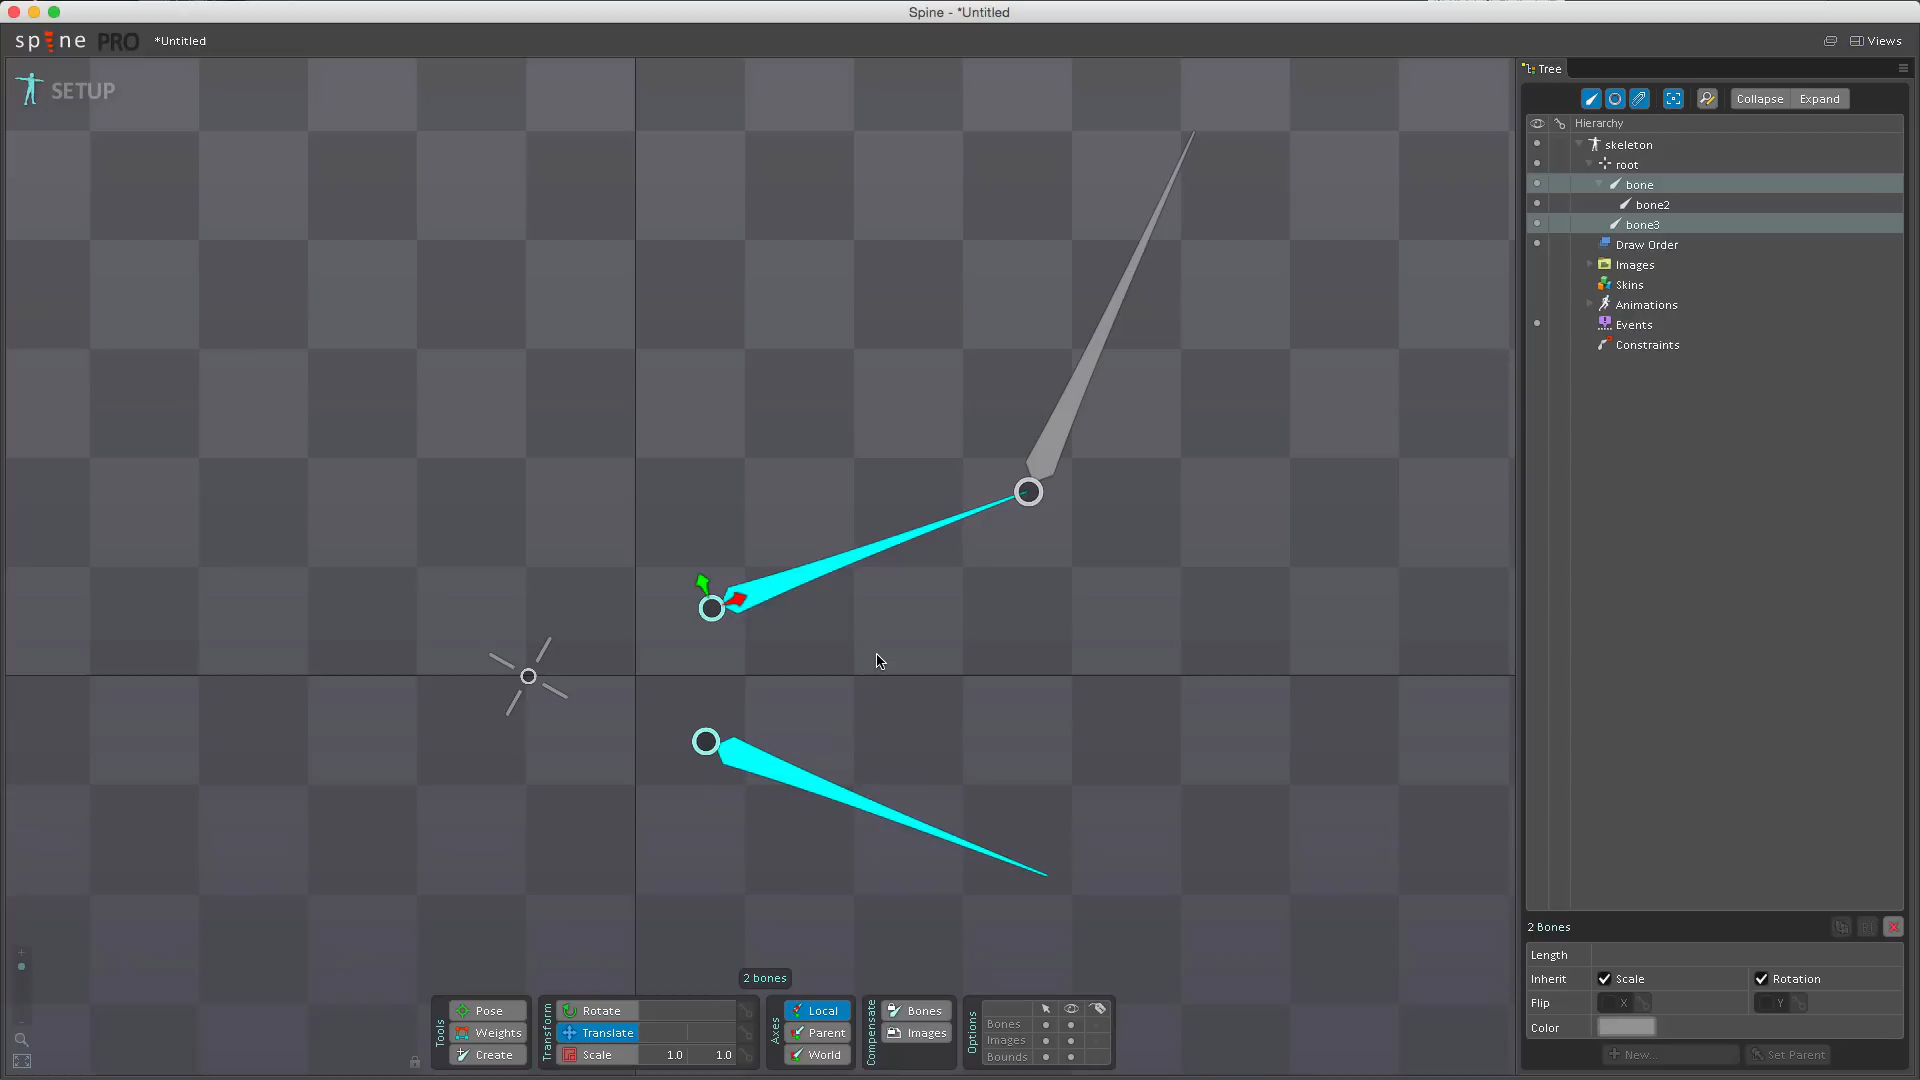 Spine - *Untitled
spine PRO *Untitled Views
SETUP
Tree
Collapse Expand
Hierarchy
skeleton
root
bone
bone2
bone3
Draw Order
Images
Skins
Animations
Events
Constraints
2 Bones
Length
Inherit Scale Rotation
Flip X Y
Color
New... Set Parent
2 bones
Tools
Pose
Weights
Create
Transform
Rotate
Translate
Scale 1.0 1.0
Axes
Local
Parent
World
Compensate
Bones
Images
Options
Bones
Images
Bounds